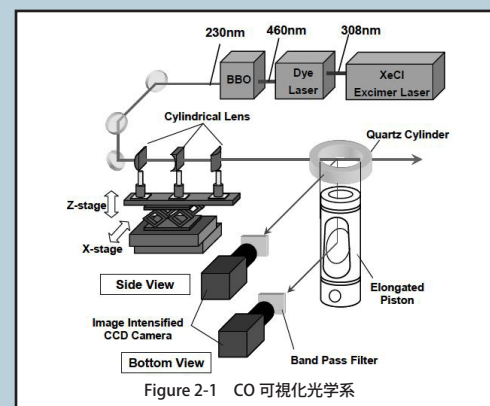 230nm
460nm
308nm
BBO
Dye
Laser
XeCl
Excimer Laser
Cylindrical Lens
Quartz Cylinder
Z-stage
X-stage
Side View
Elongated
Piston
Image Intensified
CCD Camera
Bottom View
Band Pass Filter
Figure 2-1 CO 可視化光学系